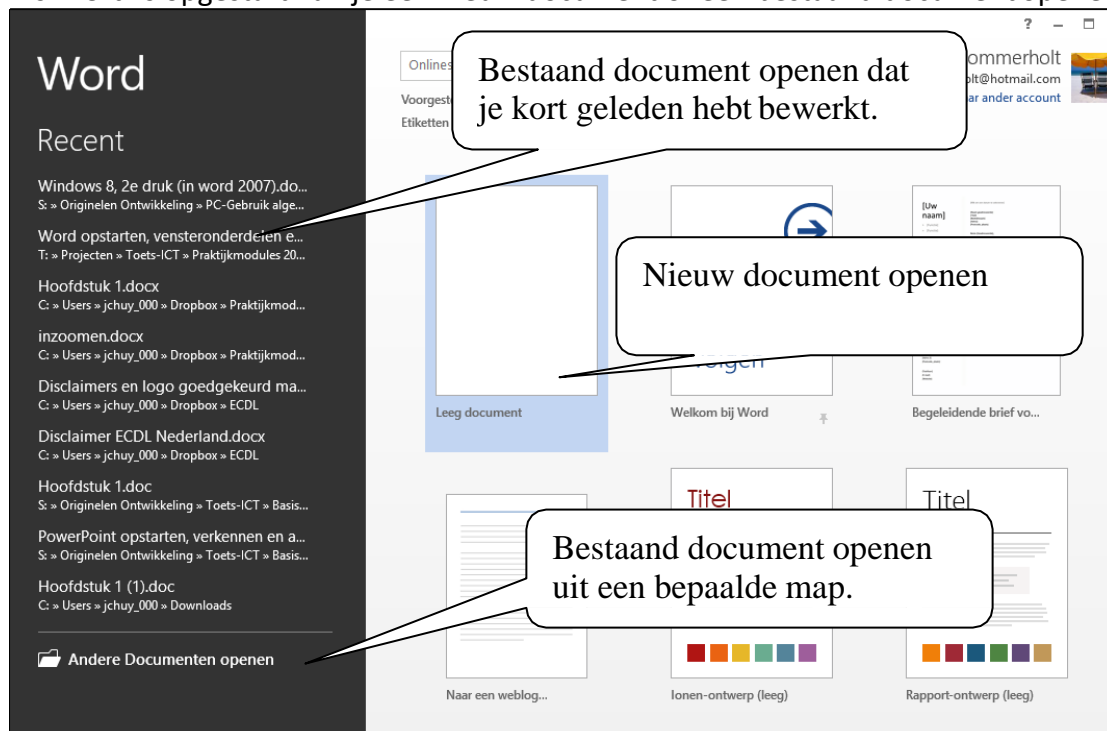 ? – □
Word
Recent
Windows 8, 2e druk (in word 2007).do...
S: » Originelen Ontwikkeling » PC-Gebruik alge...
Word opstarten, vensteronderdelen e...
T: » Projecten » Toets-ICT » Praktijkmodules 20...
Hoofdstuk 1.docx
C: » Users » jchuy_000 » Dropbox » Praktijkmod...
inzoomen.docx
C: » Users » jchuy_000 » Dropbox » Praktijkmod...
Disclaimers en logo goedgekeurd ma...
C: » Users » jchuy_000 » Dropbox » ECDL
Disclaimer ECDL Nederland.docx
C: » Users » jchuy_000 » Dropbox » ECDL
Hoofdstuk 1.doc
S: » Originelen Ontwikkeling » Toets-ICT » Basis...
PowerPoint opstarten, verkennen en a...
S: » Originelen Ontwikkeling » Toets-ICT » Basis...
Hoofdstuk 1 (1).doc
C: » Users » jchuy_000 » Downloads
Andere Documenten openen
Onlines
Voorgest
Etiketten
ommerholt
olt@hotmail.com
ar ander account
Bestaand document openen dat
je kort geleden hebt bewerkt.
[Uw
naam]
Nieuw document openen
volgen
Leeg document
Welkom bij Word
Begeleidende brief vo...
Titel
Titel
Bestaand document openen
uit een bepaalde map.
Naar een weblog...
Ionen-ontwerp (leeg)
Rapport-ontwerp (leeg)